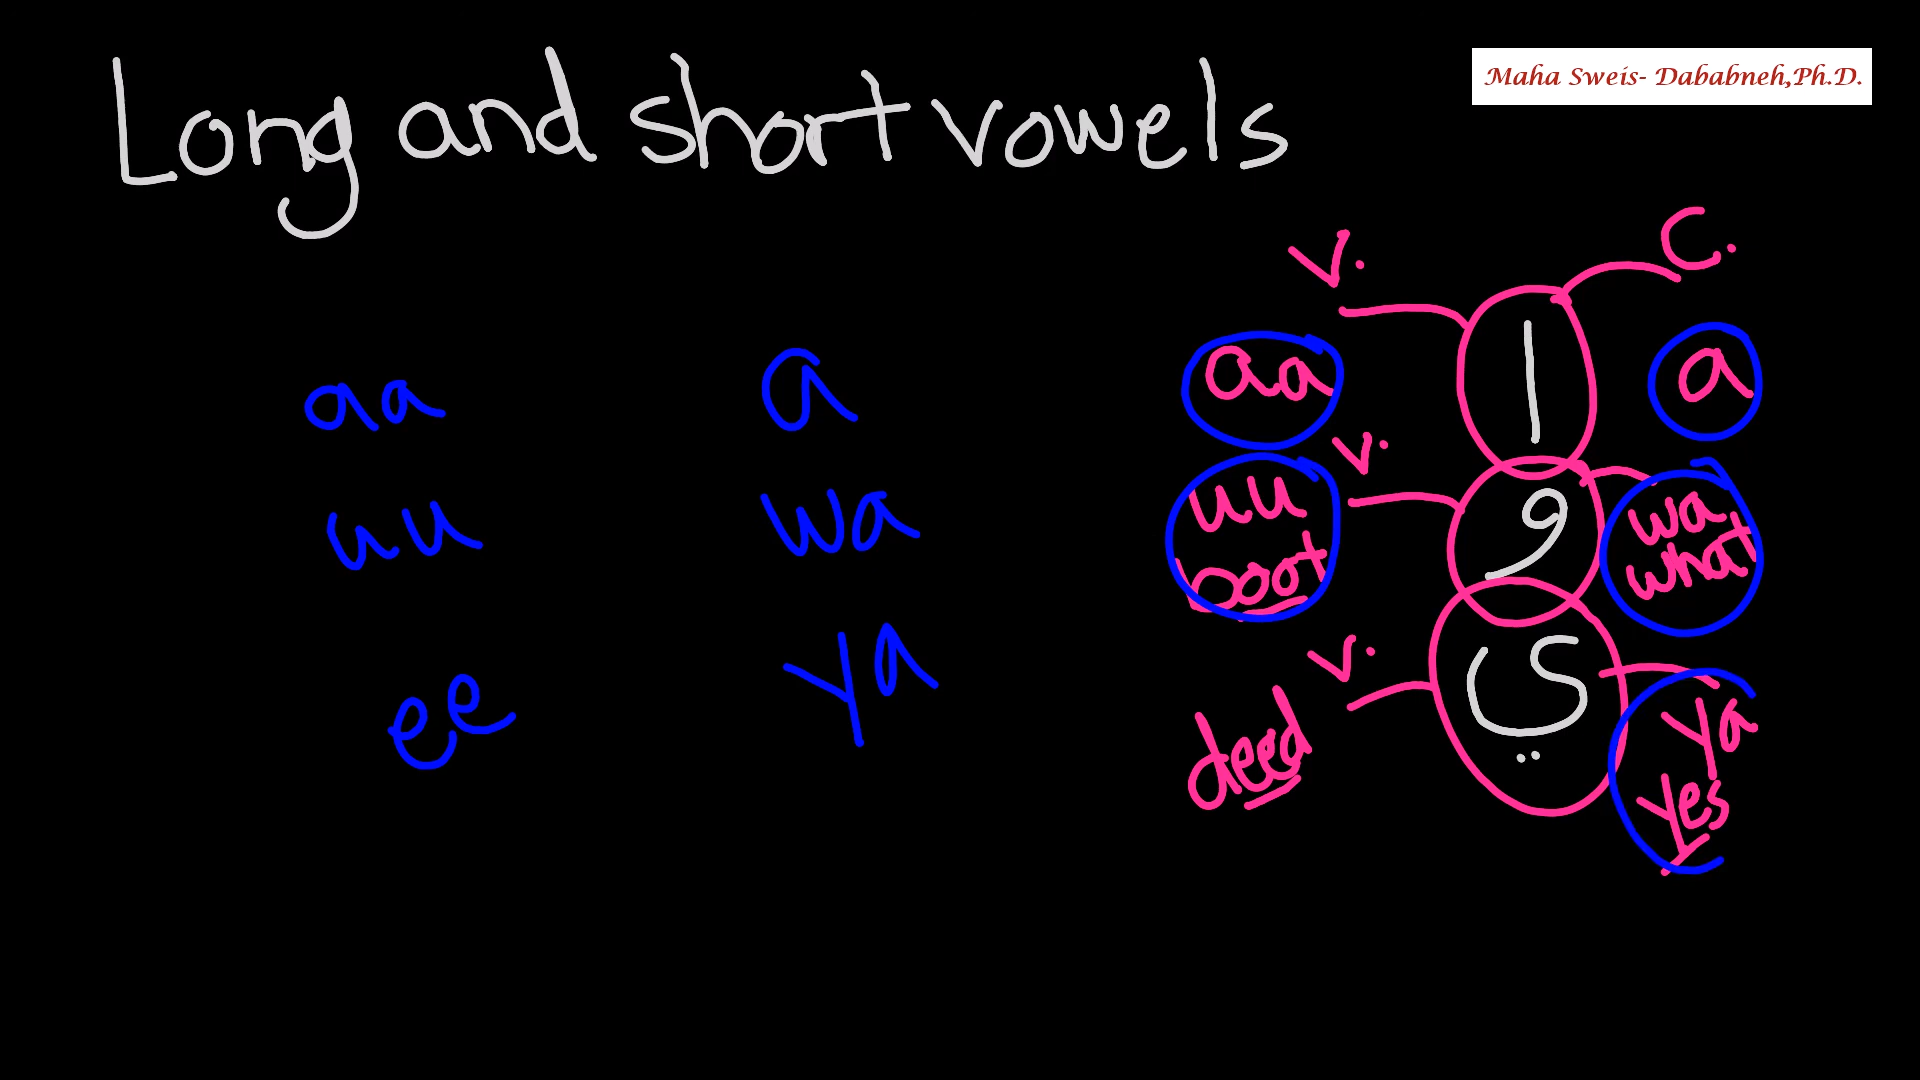 Long and short vowels
Maha Sweis- Dababneh,Ph.D.
v. c.
aa a aa ا a
v.
uu wa uu و wa
boot what
v.
ee ya deed ي ya
yes